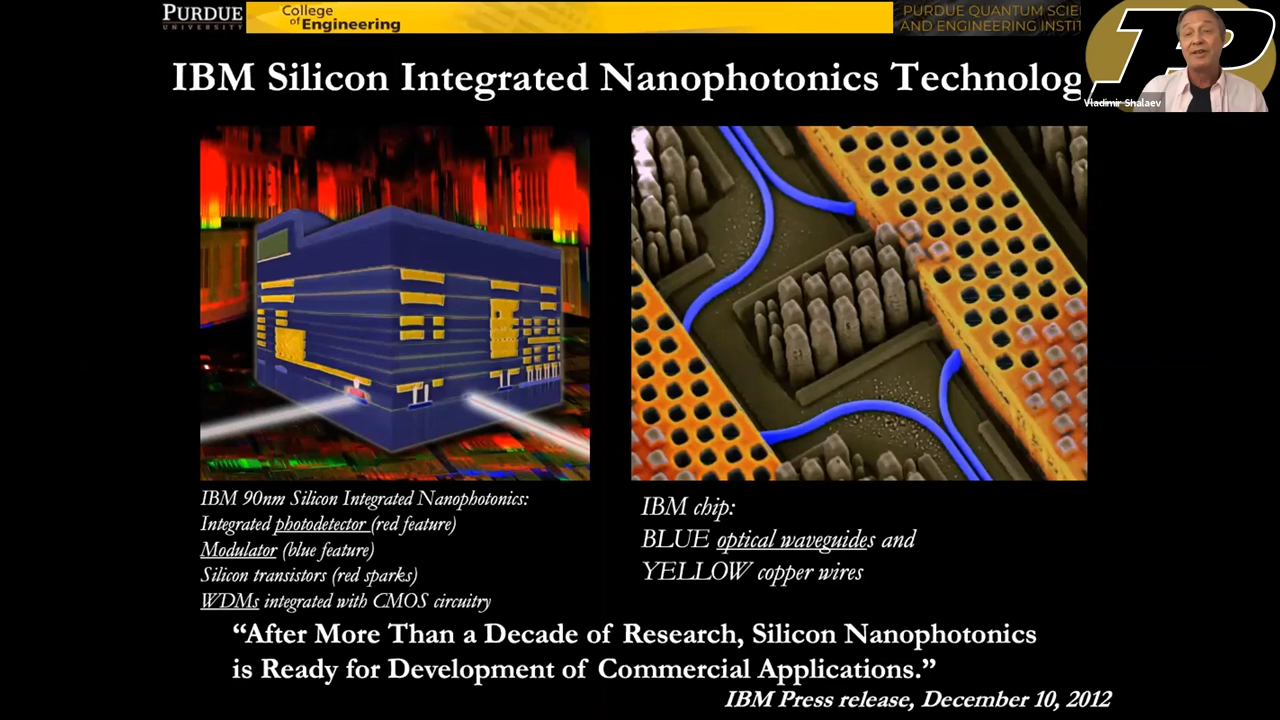 PURDUE
UNIVERSITY
College
of Engineering
PURDUE QUANTUM SCIE
AND ENGINEERING INSTIT
IBM Silicon Integrated Nanophotonics Technolog
Vladimir Shalaev
IBM 90nm Silicon Integrated Nanophotonics:
Integrated photodetector (red feature)
Modulator (blue feature)
Silicon transistors (red sparks)
WDMs integrated with CMOS circuitry
IBM chip:
BLUE optical waveguides and
YELLOW copper wires
“After More Than a Decade of Research, Silicon Nanophotonics
is Ready for Development of Commercial Applications.”
IBM Press release, December 10, 2012